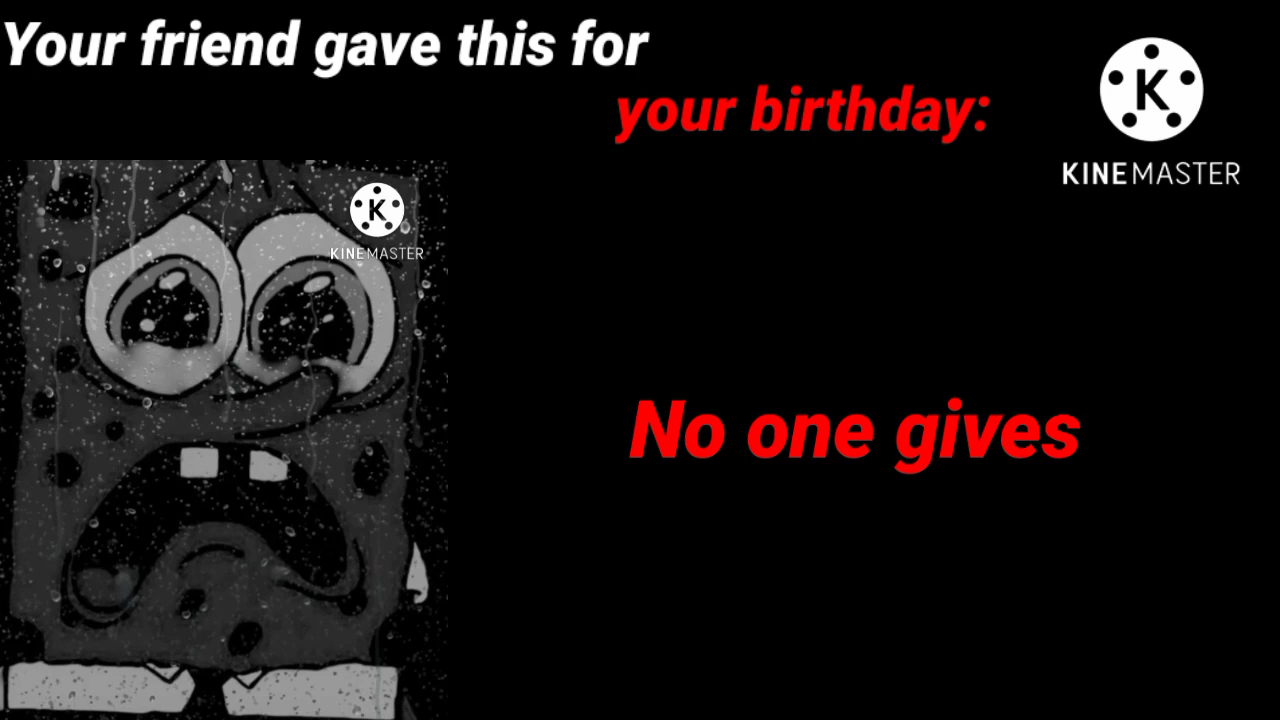 Your friend gave this for
your birthday:
K
KINEMASTER
K
KINEMASTER
No one gives